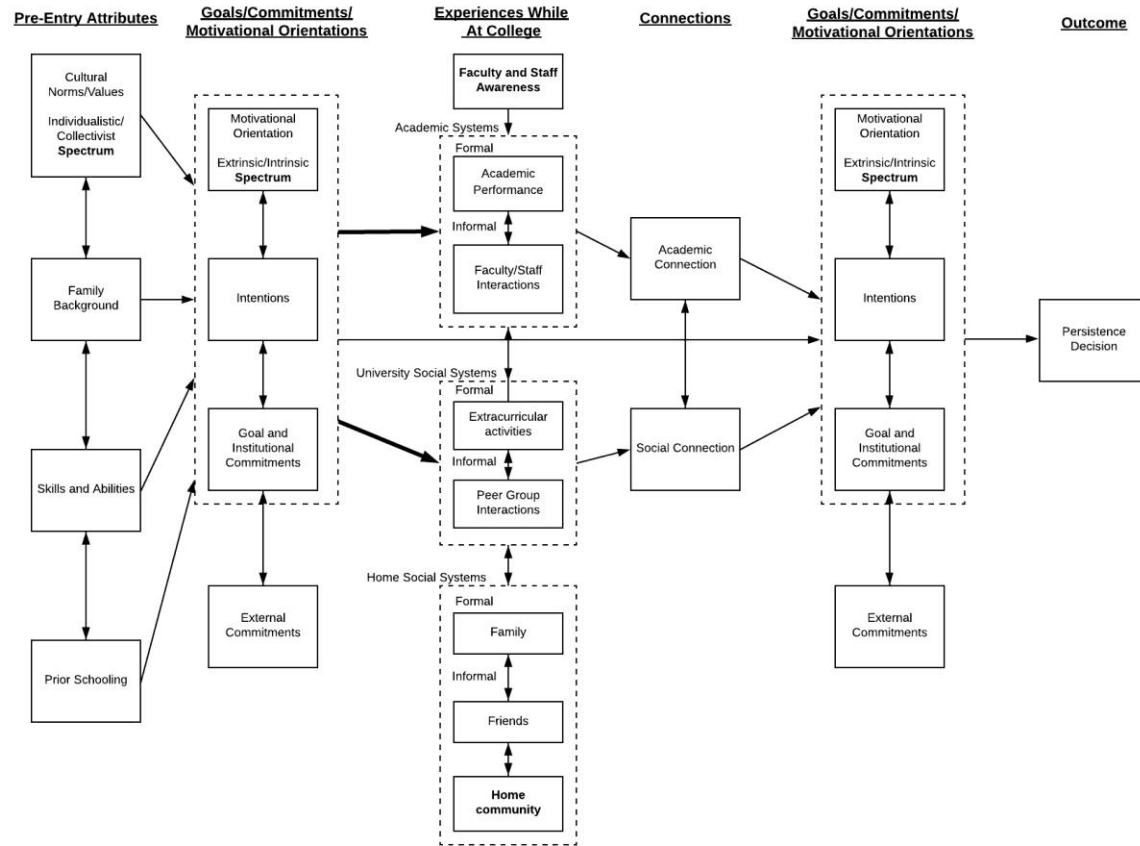 Pre-Entry Attributes
Goals/Commitments/
Motivational Orientations
Experiences While
At College
Connections
Goals/Commitments/
Motivational Orientations
Outcome
Cultural
Norms/Values
Individualistic/
Collectivist
Spectrum
Family
Background
Skills and Abilities
Prior Schooling
Motivational
Orientation
Extrinsic/Intrinsic
Spectrum
Intentions
Goal and
Institutional
Commitments
External
Commitments
Faculty and Staff
Awareness
Academic Systems
Formal
Academic
Performance
Informal
Faculty/Staff
Interactions
University Social Systems
Formal
Extracurricular
activities
Informal
Peer Group
Interactions
Home Social Systems
Formal
Family
Informal
Friends
Home
community
Academic
Connection
Social Connection
Motivational
Orientation
Extrinsic/Intrinsic
Spectrum
Intentions
Goal and
Institutional
Commitments
External
Commitments
Persistence
Decision